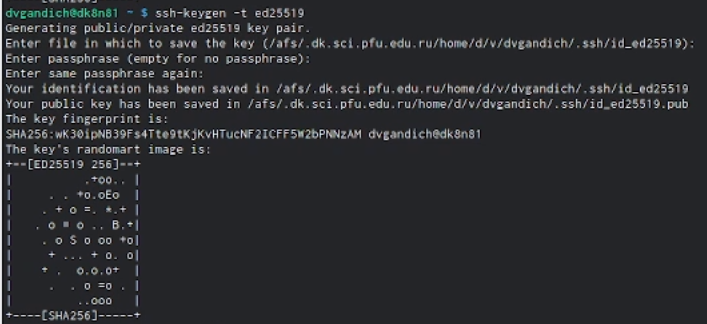 [SHA256]
dvgandich@dk8n81 ~ $ ssh-keygen -t ed25519
Generating public/private ed25519 key pair.
Enter file in which to save the key (/afs/.dk.sci.pfu.edu.ru/home/d/v/dvgandich/.ssh/id_ed25519):
Enter passphrase (empty for no passphrase):
Enter same passphrase again:
Your identification has been saved in /afs/.dk.sci.pfu.edu.ru/home/d/v/dvgandich/.ssh/id_ed25519
Your public key has been saved in /afs/.dk.sci.pfu.edu.ru/home/d/v/dvgandich/.ssh/id_ed25519.pub
The key fingerprint is:
SHA256:wK30ipNB39Fs4Tte9tKjKvHTucNF2ICFF5W2bPNNzAM dvgandich@dk8n81
The key's randomart image is:
+--[ED25519 256]--+
|          .+oo.. |
|     . . +o.oEo  |
|    . + o =. *.+ |
|   . o = o .. B.+|
|    . o S o oo +o|
|     + ... + o. o|
|    + .  o.o.o+  |
|     .  . o =o . |
|         ..ooo   |
+----[SHA256]-----+